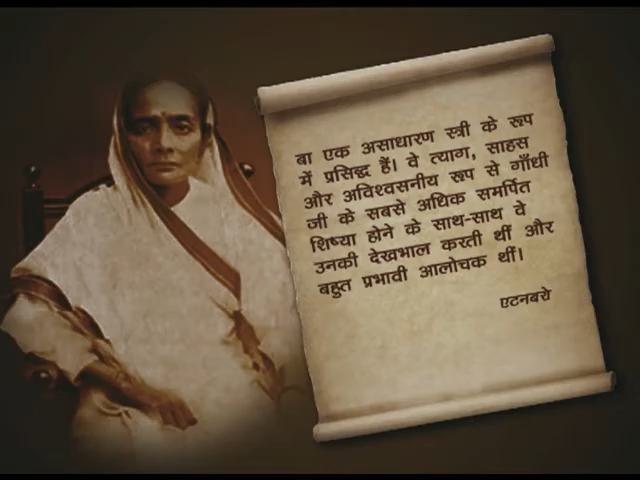 बा एक असाधारण स्त्री के रूप
में प्रसिद्ध हैं। वे त्याग, साहस
और अविश्वसनीय रूप से गाँधी
जी के सबसे अधिक समर्पित
शिष्या होने के साथ-साथ वे
उनकी देखभाल करती थीं और
बहुत प्रभावी आलोचक थीं।
एटनबरो